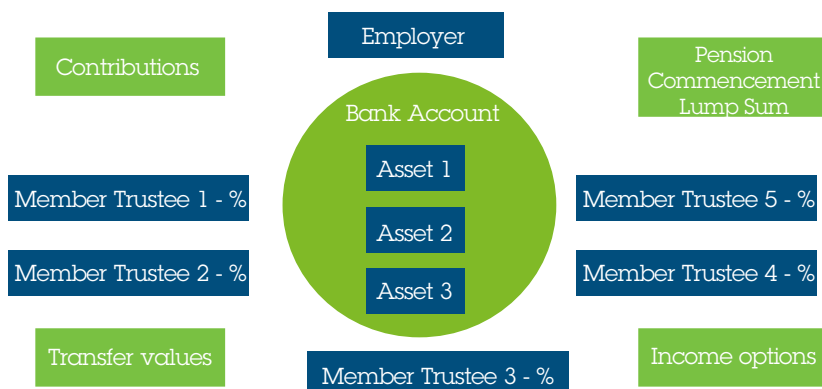 Employer
Contributions
Pension
Commencement
Lump Sum
Bank Account
Asset 1
Member Trustee 1 - %
Member Trustee 5 - %
Asset 2
Member Trustee 2 - %
Member Trustee 4 - %
Asset 3
Transfer values
Income options
Member Trustee 3 - %